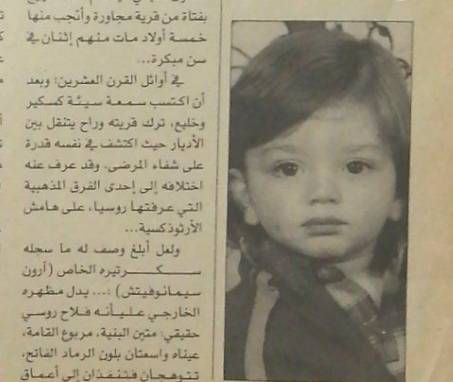 بفتاة من قرية مجاورة وأنجب منها
خمسة أولاد مات منهم إثنان في
سن مبكرة...
في أوائل القرن العشرين؛ وبعد
أن اكتسب سمعة سيئة كسكير
وخليع، ترك قريته وراح يتنقل بين
الأديار حيث اكتشف في نفسه قدرة
على شفاء المرضى. وقد عرف عنه
اختلافه إلى إحدى الفرق المذهبية
التي عرفتها روسيا، على هامش
الأرثوذكسية...
ولعل أبلغ وصف له ما سجله
سكرتيره الخاص (آرون
سيمانوفيتش) :... يدل مظهره
الخارجي على أنه فلاح روسي
حقيقي: متين البنية، مربوع القامة،
عيناه واسعتان بلون الرماد الفاتح،
تتوهجان فتنفذان إلى أعماق